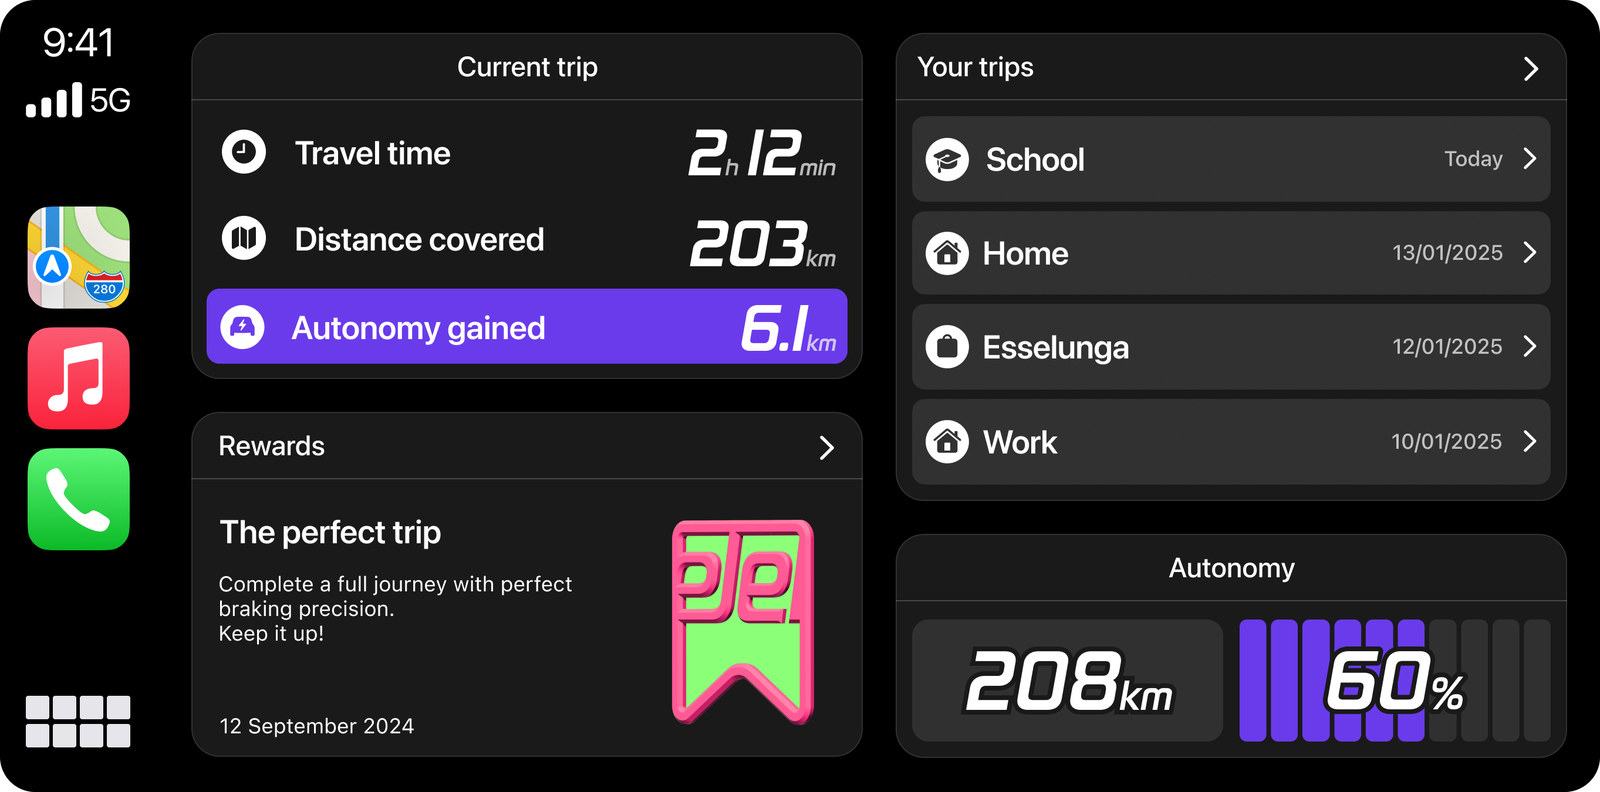 9:41
5G
280
Current trip
Travel time 2h 12min
Distance covered 203km
Autonomy gained 6.1km
Rewards
The perfect trip
Complete a full journey with perfect
braking precision.
Keep it up!
12 September 2024
Your trips
School Today
Home 13/01/2025
Esselunga 12/01/2025
Work 10/01/2025
Autonomy
208km 60%